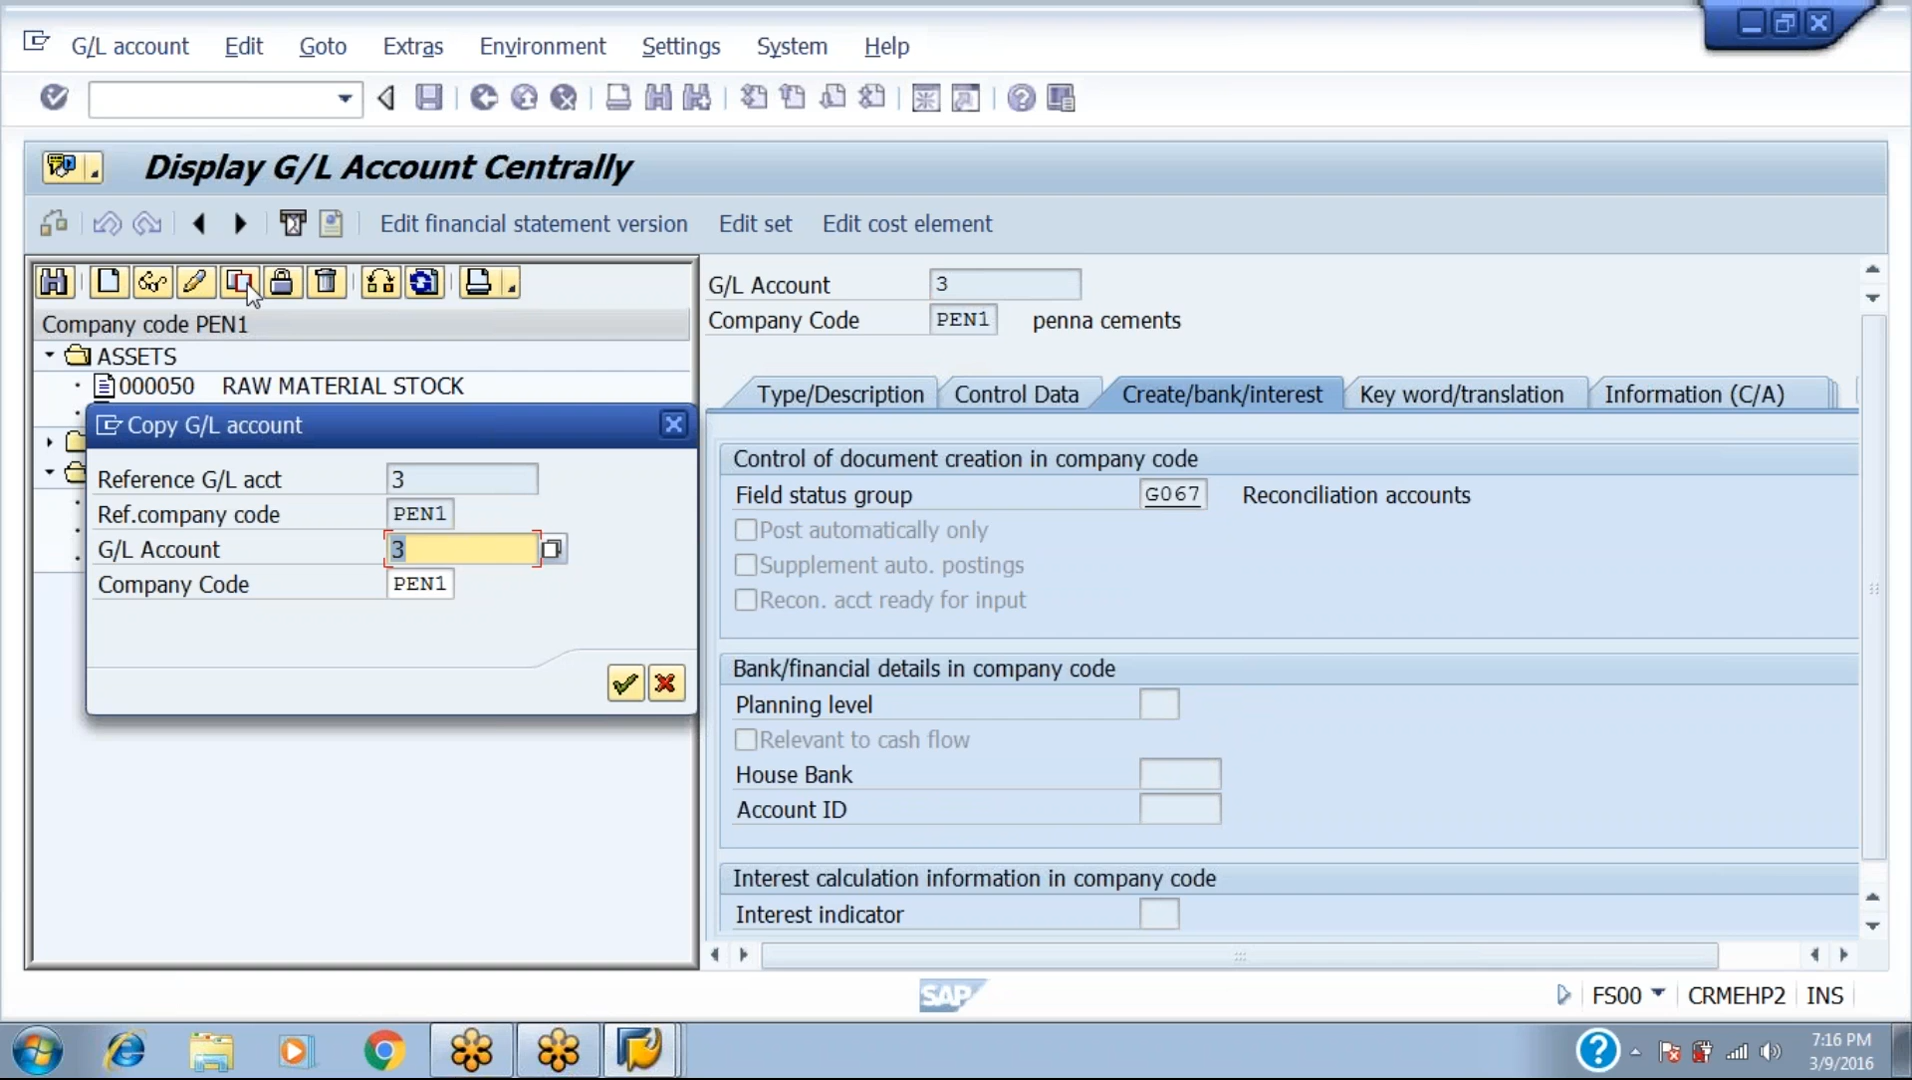 G/L account Edit Goto Extras Environment Settings System Help
Display G/L Account Centrally
Edit financial statement version Edit set Edit cost element
Company code PEN1
ASSETS
000050 RAW MATERIAL STOCK
Copy G/L account
Reference G/L acct 3
Ref.company code PEN1
G/L Account 3
Company Code PEN1
G/L Account 3
Company Code PEN1 penna cements
Type/Description Control Data Create/bank/interest Key word/translation Information (C/A)
Control of document creation in company code
Field status group G067 Reconciliation accounts
Post automatically only
Supplement auto. postings
Recon. acct ready for input
Bank/financial details in company code
Planning level
Relevant to cash flow
House Bank
Account ID
Interest calculation information in company code
Interest indicator
SAP
FS00 CRMEHP2 INS
7:16 PM
3/9/2016